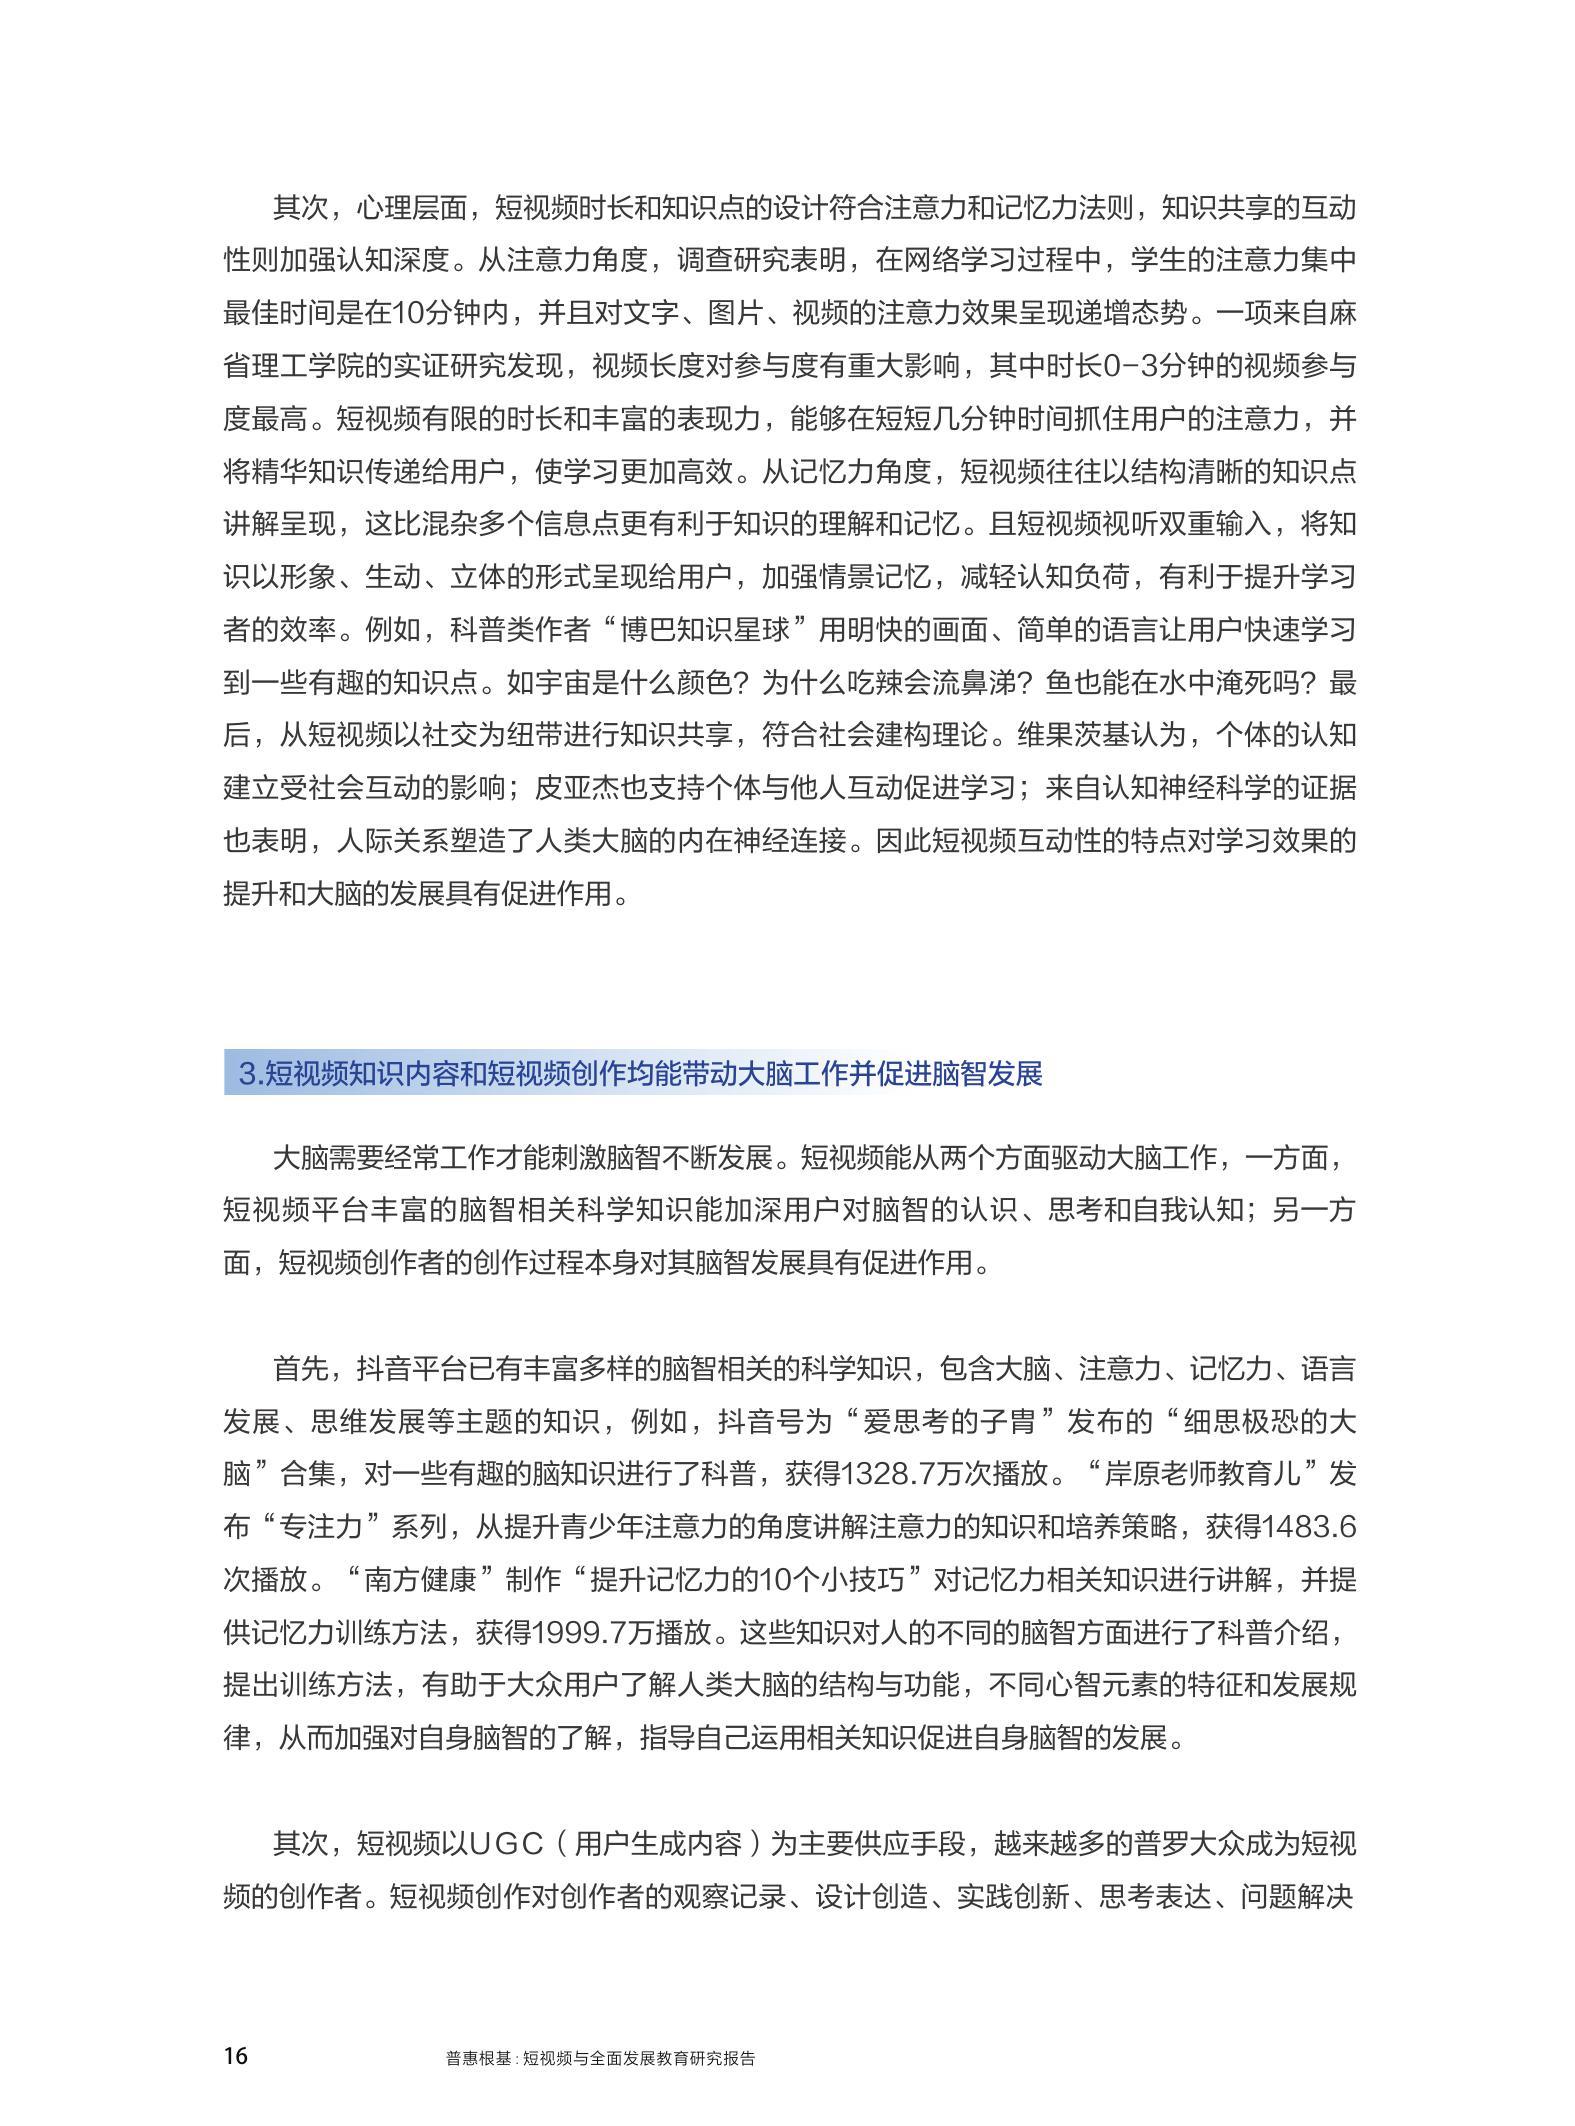 其次，心理层面，短视频时长和知识点的设计符合注意力和记忆力法则，知识共享的互动
性则加强认知深度。从注意力角度，调查研究表明，在网络学习过程中，学生的注意力集中
最佳时间是在10分钟内，并且对文字、图片、视频的注意力效果呈现递增态势。一项来自麻
省理工学院的实证研究发现，视频长度对参与度有重大影响，其中时长0-3分钟的视频参与
度最高。短视频有限的时长和丰富的表现力，能够在短短几分钟时间抓住用户的注意力，并
将精华知识传递给用户，使学习更加高效。从记忆力角度，短视频往往以结构清晰的知识点
讲解呈现，这比混杂多个信息点更有利于知识的理解和记忆。且短视频视听双重输入，将知
识以形象、生动、立体的形式呈现给用户，加强情景记忆，减轻认知负荷，有利于提升学习
者的效率。例如，科普类作者“博巴知识星球”用明快的画面、简单的语言让用户快速学习
到一些有趣的知识点。如宇宙是什么颜色？为什么吃辣会流鼻涕？鱼也能在水中淹死吗？最
后，从短视频以社交为纽带进行知识共享，符合社会建构理论。维果茨基认为，个体的认知
建立受社会互动的影响；皮亚杰也支持个体与他人互动促进学习；来自认知神经科学的证据
也表明，人际关系塑造了人类大脑的内在神经连接。因此短视频互动性的特点对学习效果的
提升和大脑的发展具有促进作用。
3.短视频知识内容和短视频创作均能带动大脑工作并促进脑智发展
大脑需要经常工作才能刺激脑智不断发展。短视频能从两个方面驱动大脑工作，一方面，
短视频平台丰富的脑智相关科学知识能加深用户对脑智的认识、思考和自我认知；另一方
面，短视频创作者的创作过程本身对其脑智发展具有促进作用。
首先，抖音平台已有丰富多样的脑智相关的科学知识，包含大脑、注意力、记忆力、语言
发展、思维发展等主题的知识，例如，抖音号为“爱思考的子胄”发布的“细思极恐的大
脑”合集，对一些有趣的脑知识进行了科普，获得1328.7万次播放。“岸原老师教育儿”发
布“专注力”系列，从提升青少年注意力的角度讲解注意力的知识和培养策略，获得1483.6
次播放。“南方健康”制作“提升记忆力的10个小技巧”对记忆力相关知识进行讲解，并提
供记忆力训练方法，获得1999.7万播放。这些知识对人的不同的脑智方面进行了科普介绍，
提出训练方法，有助于大众用户了解人类大脑的结构与功能，不同心智元素的特征和发展规
律，从而加强对自身脑智的了解，指导自己运用相关知识促进自身脑智的发展。
其次，短视频以UGC（用户生成内容）为主要供应手段，越来越多的普罗大众成为短视
频的创作者。短视频创作对创作者的观察记录、设计创造、实践创新、思考表达、问题解决
16 普惠根基:短视频与全面发展教育研究报告